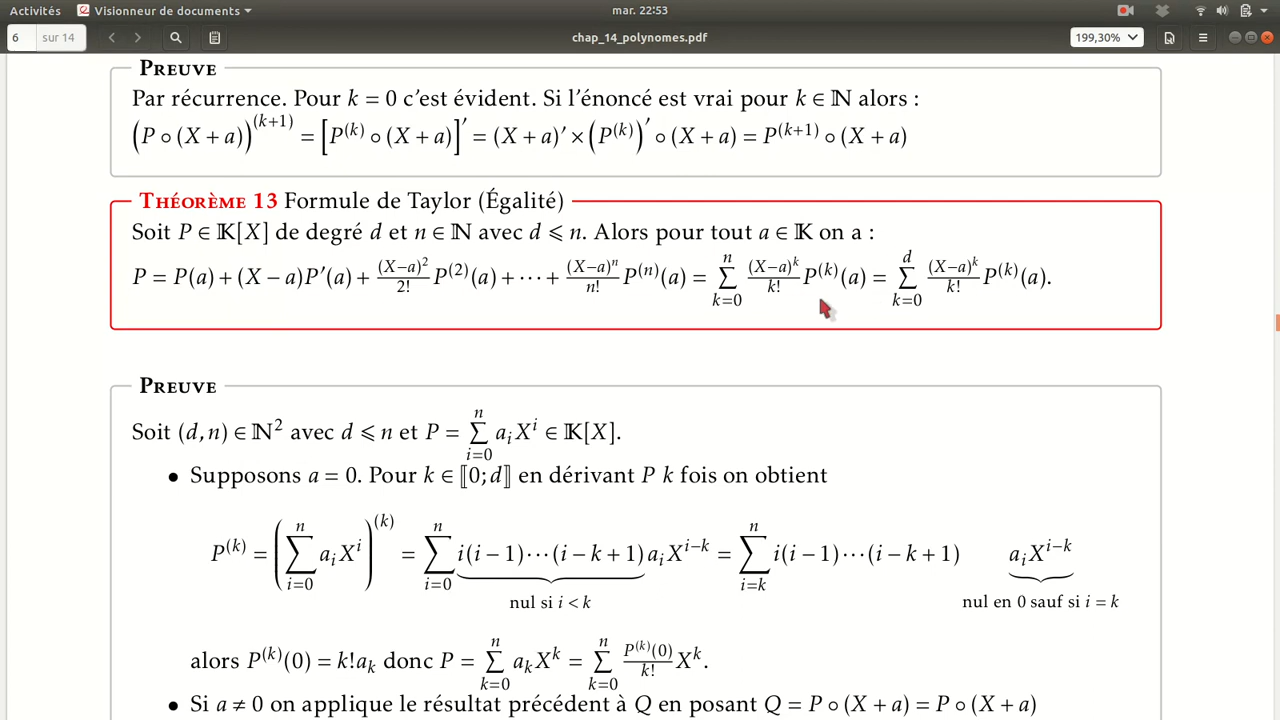 Activités Visionneur de documents mar. 22:53
6 sur 14 chap_14_polynomes.pdf 199,30%
Preuve
Par récurrence. Pour k = 0 c'est évident. Si l'énoncé est vrai pour k ∈ ℕ alors :
(P ∘ (X + a))^(k+1) = [P^(k) ∘ (X + a)]′ = (X + a)′ × (P^(k))′ ∘ (X + a) = P^(k+1) ∘ (X + a)
Théorème 13 Formule de Taylor (Égalité)
Soit P ∈ 𝕂[X] de degré d et n ∈ ℕ avec d ⩽ n. Alors pour tout a ∈ 𝕂 on a :
P = P(a) + (X − a)P′(a) + (X−a)²/2! P^(2)(a) + ⋯ + (X−a)^n/n! P^(n)(a) = ∑_{k=0}^{n} (X−a)^k/k! P^(k)(a) = ∑_{k=0}^{d} (X−a)^k/k! P^(k)(a).
Preuve
Soit (d, n) ∈ ℕ² avec d ⩽ n et P = ∑_{i=0}^{n} a_i X^i ∈ 𝕂[X].
• Supposons a = 0. Pour k ∈ ⟦0; d⟧ en dérivant P k fois on obtient
P^(k) = (∑_{i=0}^{n} a_i X^i)^(k) = ∑_{i=0}^{n} i(i − 1)⋯(i − k + 1) a_i X^{i−k} = ∑_{i=k}^{n} i(i − 1)⋯(i − k + 1) a_i X^{i−k}
nul si i < k nul en 0 sauf si i = k
alors P^(k)(0) = k!a_k donc P = ∑_{k=0}^{n} a_k X^k = ∑_{k=0}^{n} P^(k)(0)/k! X^k.
• Si a ≠ 0 on applique le résultat précédent à Q en posant Q = P ∘ (X + a) = P ∘ (X + a)